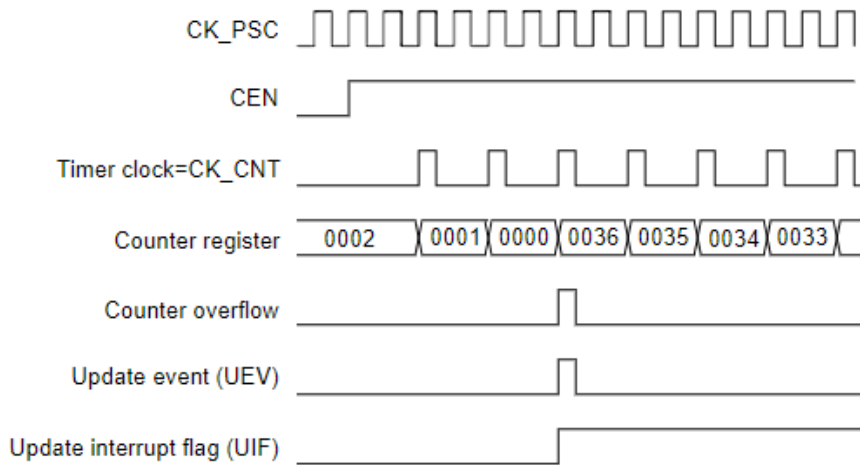 CK_PSC
CEN
Timer clock=CK_CNT
Counter register 0002 0001 0000 0036 0035 0034 0033
Counter overflow
Update event (UEV)
Update interrupt flag (UIF)